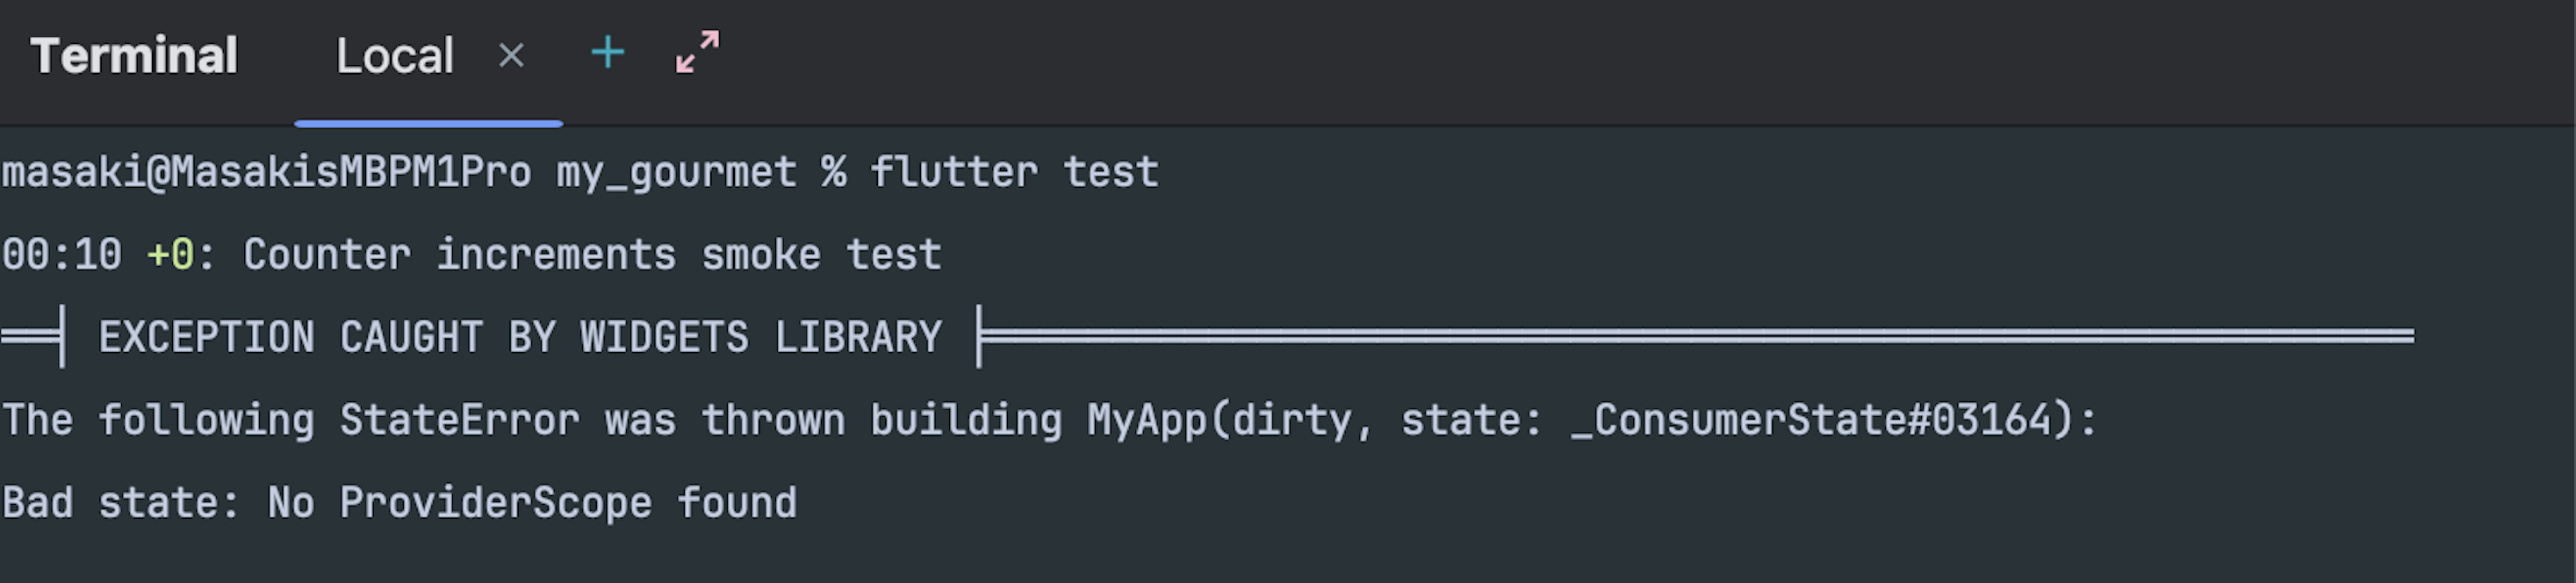 Terminal Local × +
masaki@MasakisMBPM1Pro my_gourmet % flutter test
00:10 +0: Counter increments smoke test
══╡ EXCEPTION CAUGHT BY WIDGETS LIBRARY ╞════════════════════════════════════════════════════════════
The following StateError was thrown building MyApp(dirty, state: _ConsumerState#03164):
Bad state: No ProviderScope found